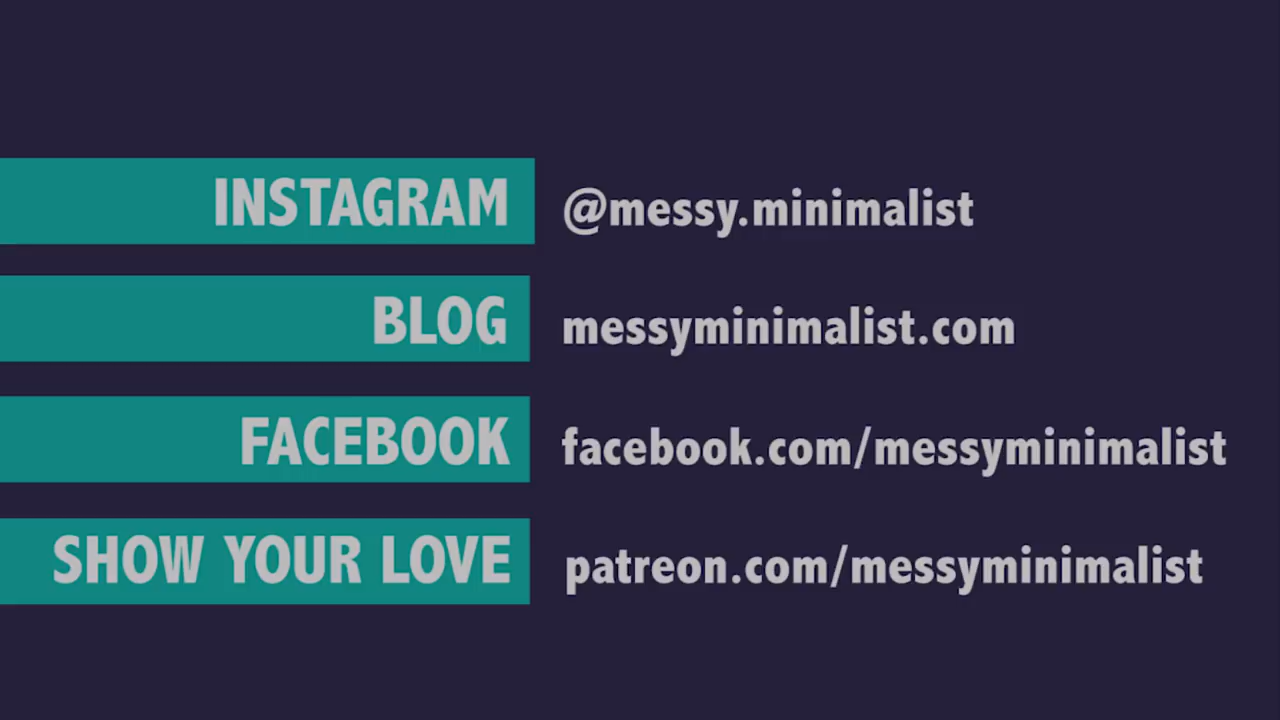 INSTAGRAM @messy.minimalist
BLOG messyminimalist.com
FACEBOOK facebook.com/messyminimalist
SHOW YOUR LOVE patreon.com/messyminimalist